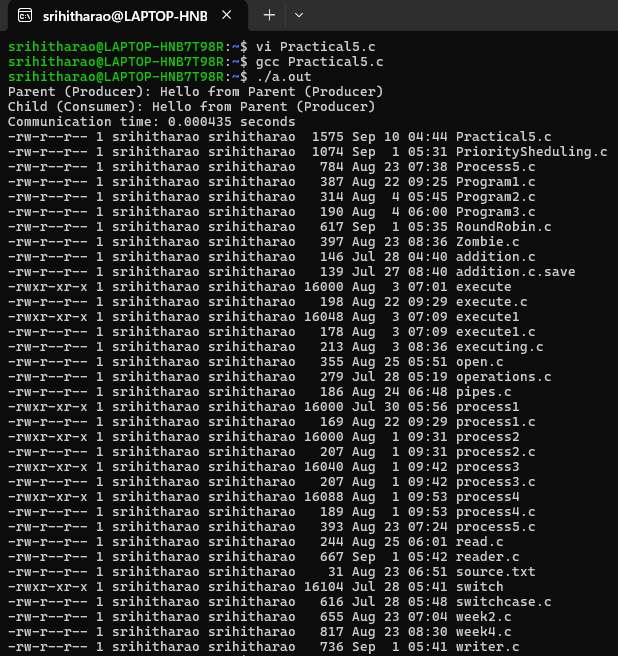 srihitharao@LAPTOP-HNB
srihitharao@LAPTOP-HNB7T98R:~$ vi Practical5.c
srihitharao@LAPTOP-HNB7T98R:~$ gcc Practical5.c
srihitharao@LAPTOP-HNB7T98R:~$ ./a.out
Parent (Producer): Hello from Parent (Producer)
Child (Consumer): Hello from Parent (Producer)
Communication time: 0.000435 seconds
-rw-r--r-- 1 srihitharao srihitharao  1575 Sep 10 04:44 Practical5.c
-rw-r--r-- 1 srihitharao srihitharao  1074 Sep  1 05:31 PrioritySheduling.c
-rw-r--r-- 1 srihitharao srihitharao   784 Aug 23 07:38 Process5.c
-rw-r--r-- 1 srihitharao srihitharao   387 Aug 22 09:25 Program1.c
-rw-r--r-- 1 srihitharao srihitharao   314 Aug  4 05:45 Program2.c
-rw-r--r-- 1 srihitharao srihitharao   190 Aug  4 06:00 Program3.c
-rw-r--r-- 1 srihitharao srihitharao   617 Sep  1 05:35 RoundRobin.c
-rw-r--r-- 1 srihitharao srihitharao   397 Aug 23 08:36 Zombie.c
-rw-r--r-- 1 srihitharao srihitharao   146 Jul 28 04:40 addition.c
-rw-r--r-- 1 srihitharao srihitharao   139 Jul 27 08:40 addition.c.save
-rwxr-xr-x 1 srihitharao srihitharao 16000 Aug  3 07:01 execute
-rw-r--r-- 1 srihitharao srihitharao   198 Aug 22 09:29 execute.c
-rwxr-xr-x 1 srihitharao srihitharao 16048 Aug  3 07:09 execute1
-rw-r--r-- 1 srihitharao srihitharao   178 Aug  3 07:09 execute1.c
-rw-r--r-- 1 srihitharao srihitharao   213 Aug  3 08:36 executing.c
-rw-r--r-- 1 srihitharao srihitharao   355 Aug 25 05:51 open.c
-rw-r--r-- 1 srihitharao srihitharao   279 Jul 28 05:19 operations.c
-rw-r--r-- 1 srihitharao srihitharao   186 Aug 24 06:48 pipes.c
-rwxr-xr-x 1 srihitharao srihitharao 16000 Jul 30 05:56 process1
-rw-r--r-- 1 srihitharao srihitharao   169 Aug 22 09:29 process1.c
-rwxr-xr-x 1 srihitharao srihitharao 16000 Aug  1 09:31 process2
-rw-r--r-- 1 srihitharao srihitharao   207 Aug  1 09:31 process2.c
-rwxr-xr-x 1 srihitharao srihitharao 16040 Aug  1 09:42 process3
-rw-r--r-- 1 srihitharao srihitharao   207 Aug  1 09:42 process3.c
-rwxr-xr-x 1 srihitharao srihitharao 16088 Aug  1 09:53 process4
-rw-r--r-- 1 srihitharao srihitharao   189 Aug  1 09:53 process4.c
-rw-r--r-- 1 srihitharao srihitharao   393 Aug 23 07:24 process5.c
-rw-r--r-- 1 srihitharao srihitharao   244 Aug 25 06:01 read.c
-rw-r--r-- 1 srihitharao srihitharao   667 Sep  1 05:42 reader.c
-rw-r--r-- 1 srihitharao srihitharao    31 Aug 23 06:51 source.txt
-rwxr-xr-x 1 srihitharao srihitharao 16104 Jul 28 05:41 switch
-rw-r--r-- 1 srihitharao srihitharao   616 Jul 28 05:48 switchcase.c
-rw-r--r-- 1 srihitharao srihitharao   655 Aug 23 07:04 week2.c
-rw-r--r-- 1 srihitharao srihitharao   817 Aug 23 08:30 week4.c
-rw-r--r-- 1 srihitharao srihitharao   736 Sep  1 05:41 writer.c